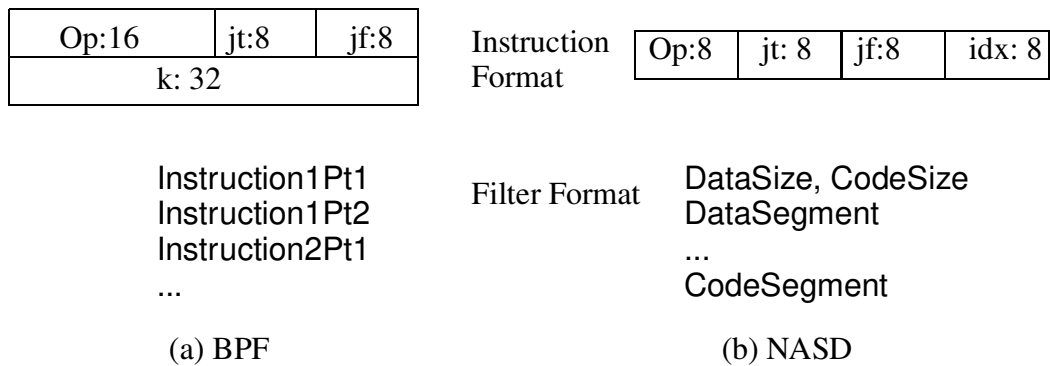 Op:16 jt:8 jf:8
k: 32
Instruction1Pt1
Instruction1Pt2
Instruction2Pt1
...
(a) BPF
Instruction
Format
Op:8 jt: 8 jf:8 idx: 8
Filter Format
DataSize, CodeSize
DataSegment
...
CodeSegment
(b) NASD